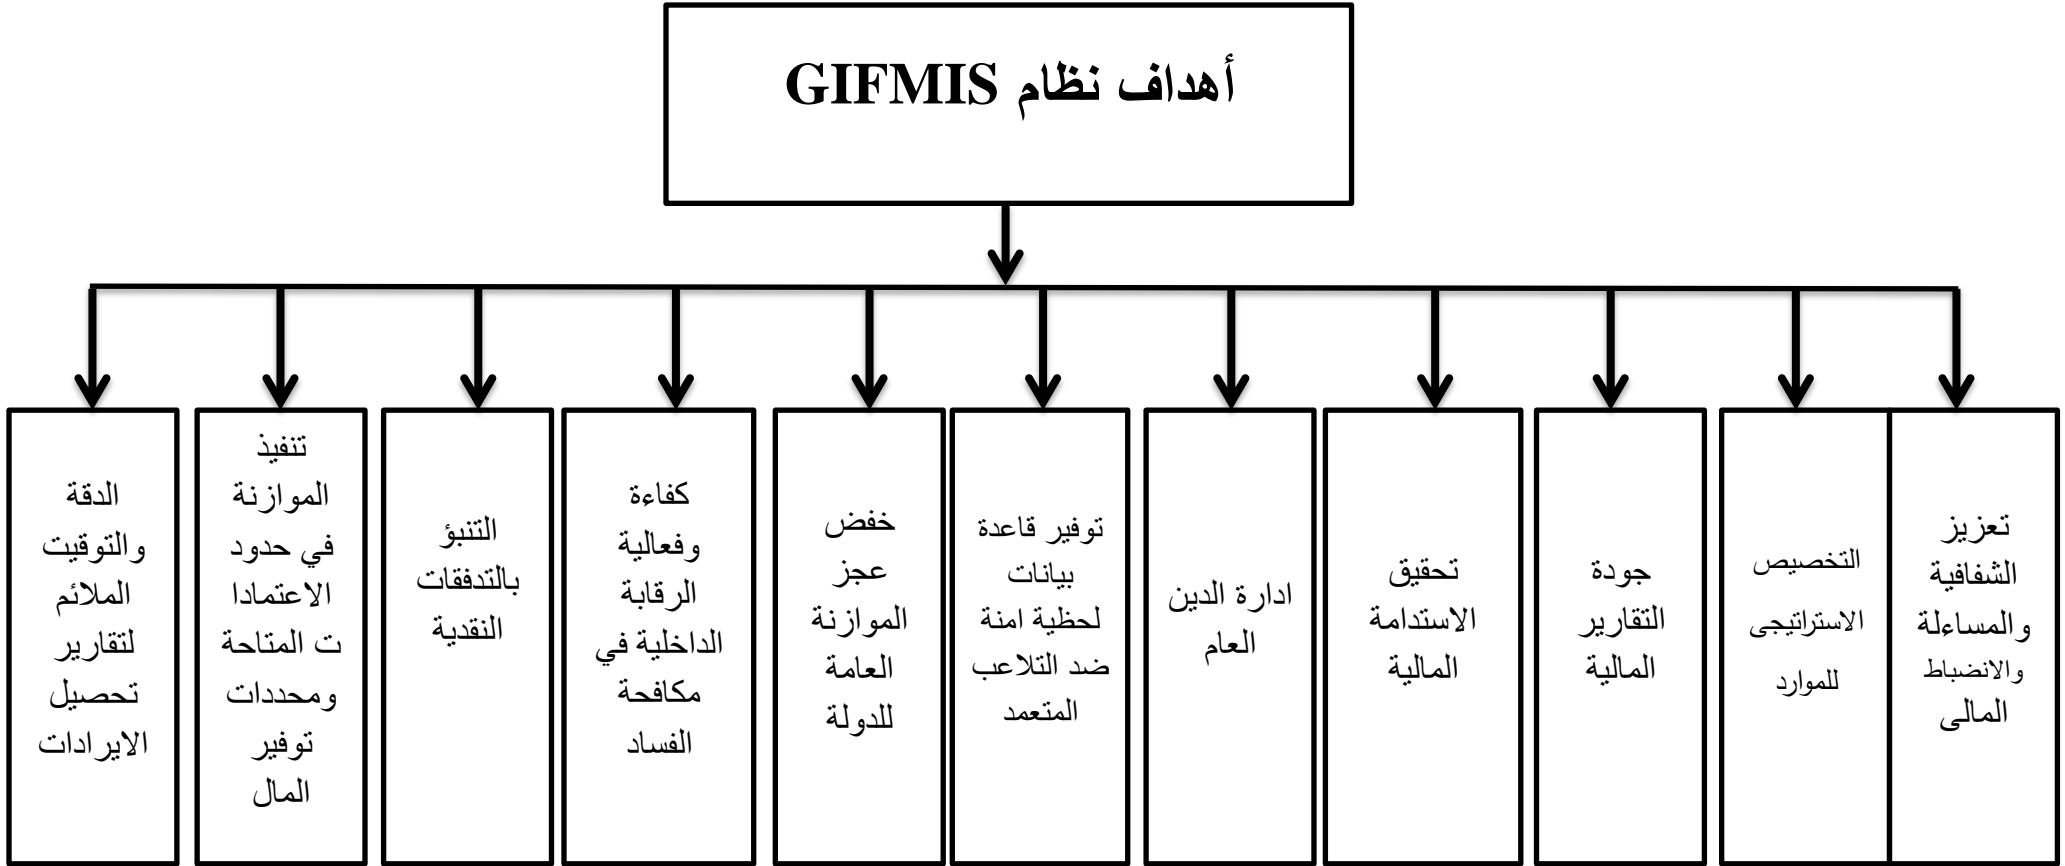 أهداف نظام GIFMIS
تعزيز
الشفافية
والمساءلة
والانضباط
المالى
التخصيص
الاستراتيجى
للموارد
جودة
التقارير
المالية
تحقيق
الاستدامة
المالية
ادارة الدين
العام
توفير قاعدة
بيانات
لحظية امنة
ضد التلاعب
المتعمد
خفض
عجز
الموازنة
العامة
للدولة
كفاءة
وفعالية
الرقابة
الداخلية في
مكافحة
الفساد
التنبؤ
بالتدفقات
النقدية
تنفيذ
الموازنة
في حدود
الاعتمادا
ت المتاحة
ومحددات
توفير
المال
الدقة
والتوقيت
الملائم
لتقارير
تحصيل
الايرادات